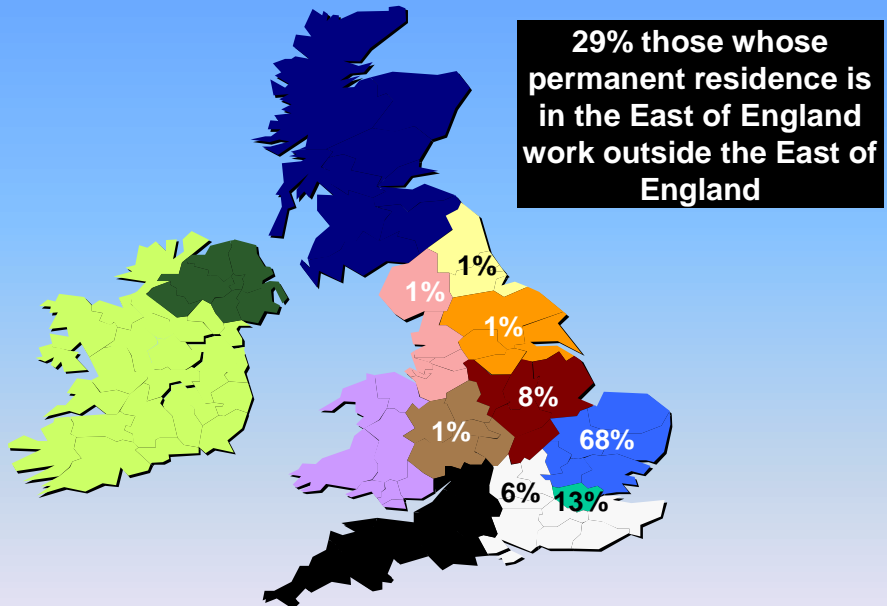 29% those whose
permanent residence is
in the East of England
work outside the East of
England
1%
1%
1%
8%
1%
68%
6%
13%